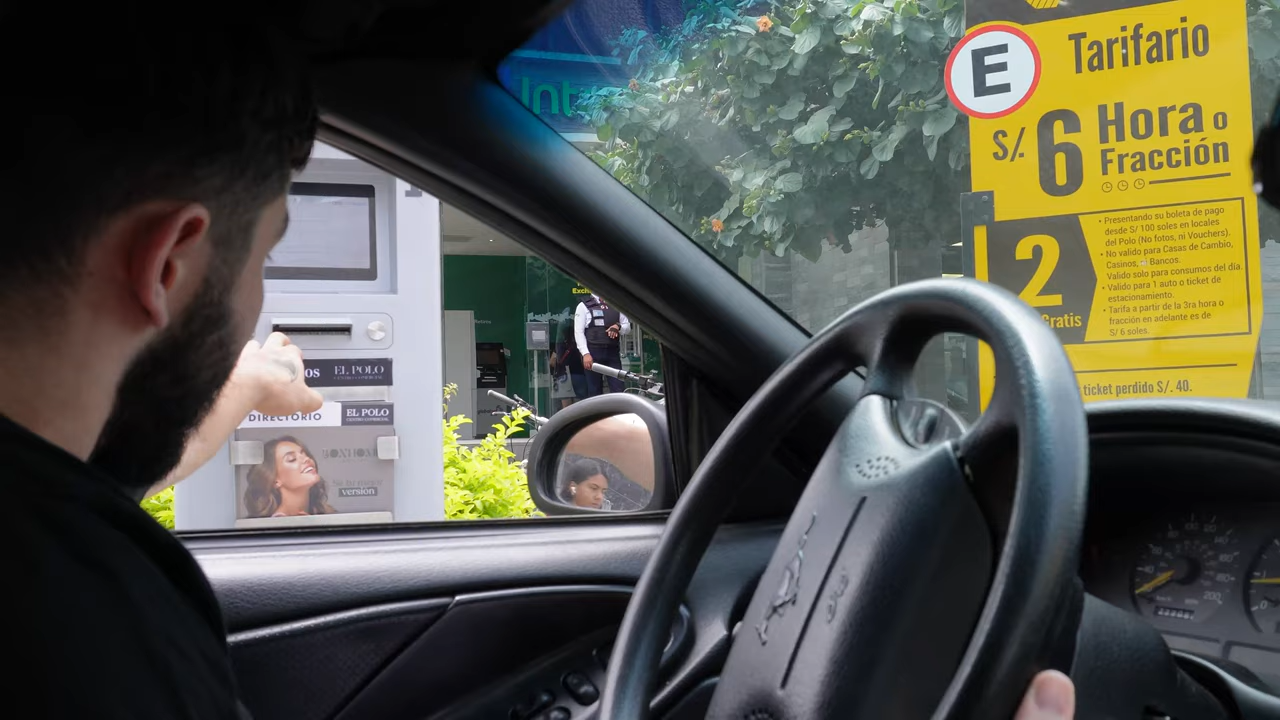 Int
E
Tarifario
S/. 6 Hora o
Fracción
2
Gratis
• Presentando su boleta de pago
desde S/ 100 soles en locales
del Polo (No fotos, ni Vouchers).
• No valido para Casas de Cambio,
Casinos, ni Bancos.
Valido solo para consumos del día.
• Valido para 1 auto o ticket de
estacionamiento.
• Tarifa a partir de la 3ra hora o
fracción en adelante es de
S/ 6 soles.
ticket perdido S/. 40.
OS EL POLO
DIRECTORIO EL POLO
versión